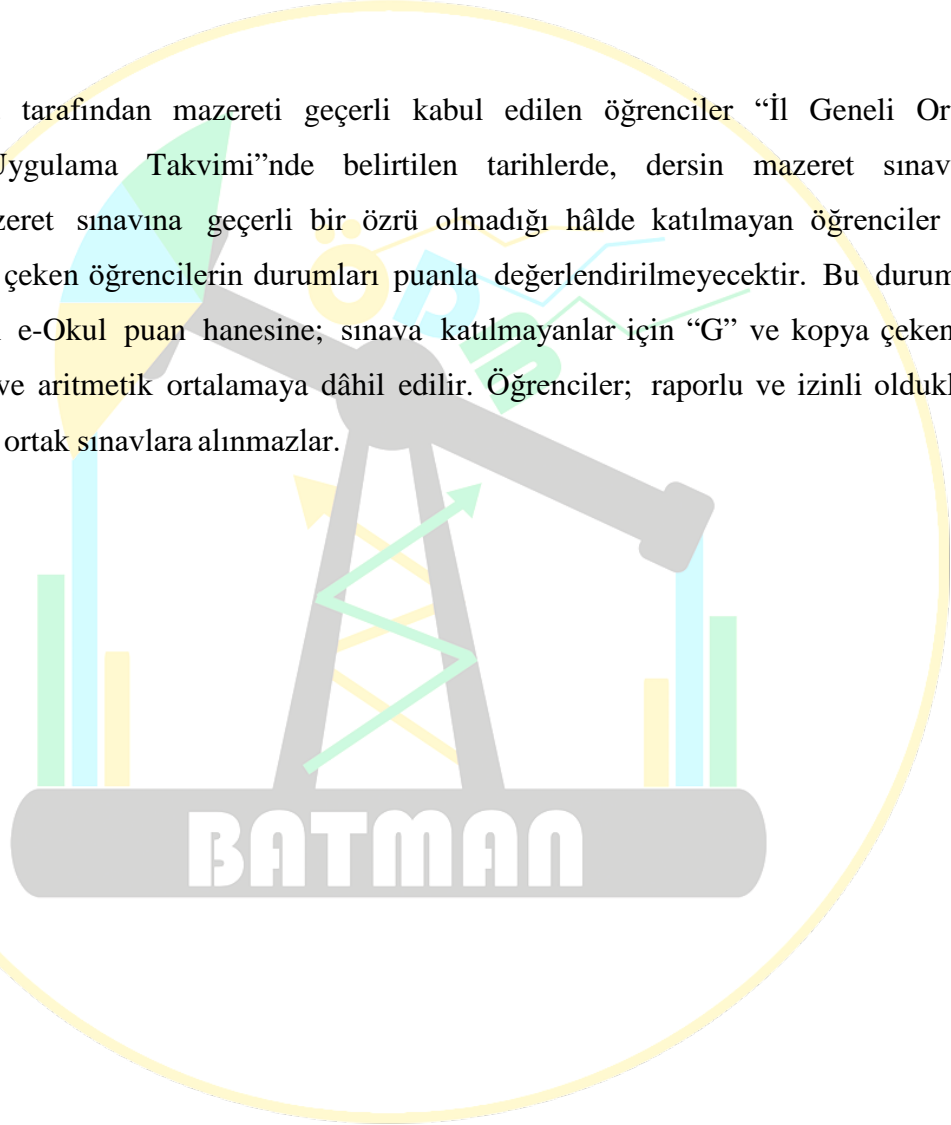 tarafından mazereti geçerli kabul edilen öğrenciler “İl Geneli Or
Uygulama Takvimi”nde belirtilen tarihlerde, dersin mazeret sınav
zeret sınavına geçerli bir özrü olmadığı hâlde katılmayan öğrenciler
çeken öğrencilerin durumları puanla değerlendirilmeyecektir. Bu durum
e-Okul puan hanesine; sınava katılmayanlar için “G” ve kopya çeken
ve aritmetik ortalamaya dâhil edilir. Öğrenciler; raporlu ve izinli olduk
ortak sınavlara alınmazlar.
ÖDB
BATMAN